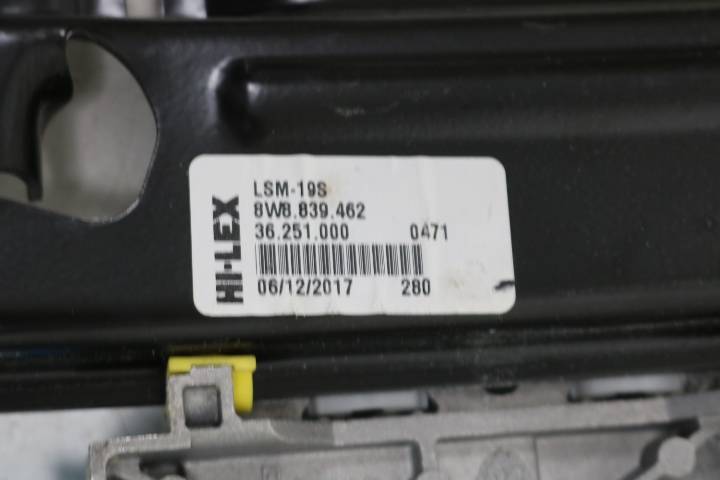 HI-LEX
LSM-19S
8W8.839.462
36.251.000 0471
06/12/2017 280